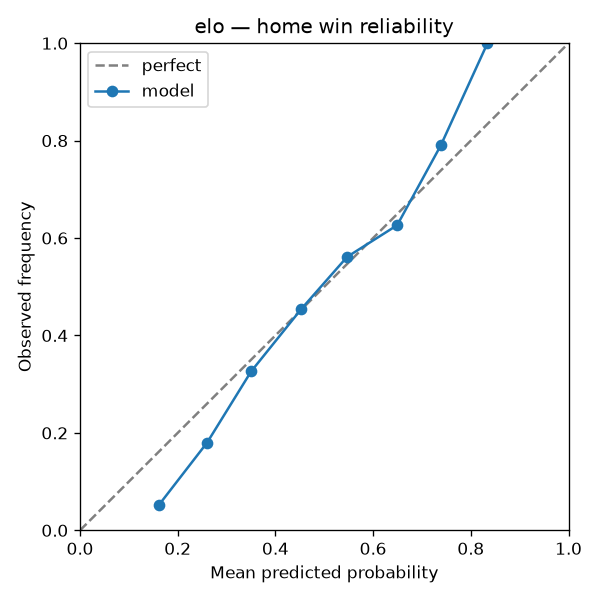 elo — home win reliability
perfect
model
Observed frequency
1.0
0.8
0.6
0.4
0.2
0.0
0.0 0.2 0.4 0.6 0.8 1.0
Mean predicted probability